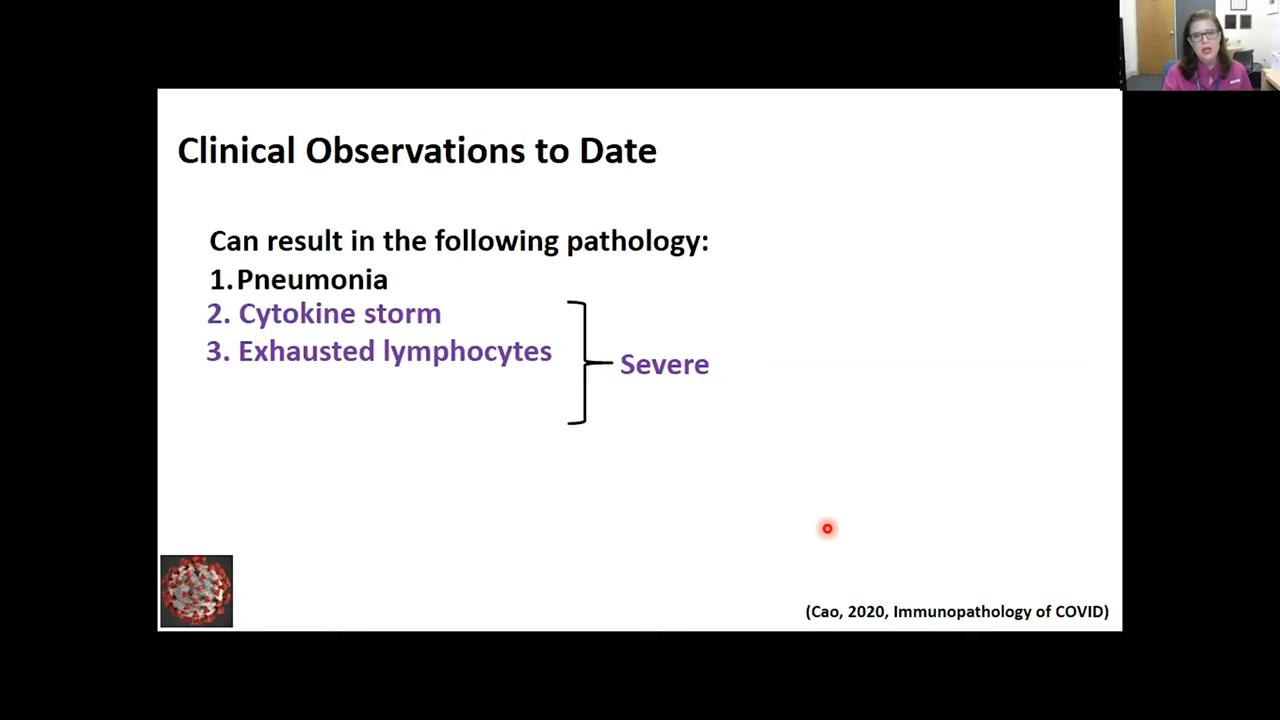 Clinical Observations to Date
Can result in the following pathology:
1. Pneumonia
2. Cytokine storm
3. Exhausted lymphocytes
Severe
(Cao, 2020, Immunopathology of COVID)